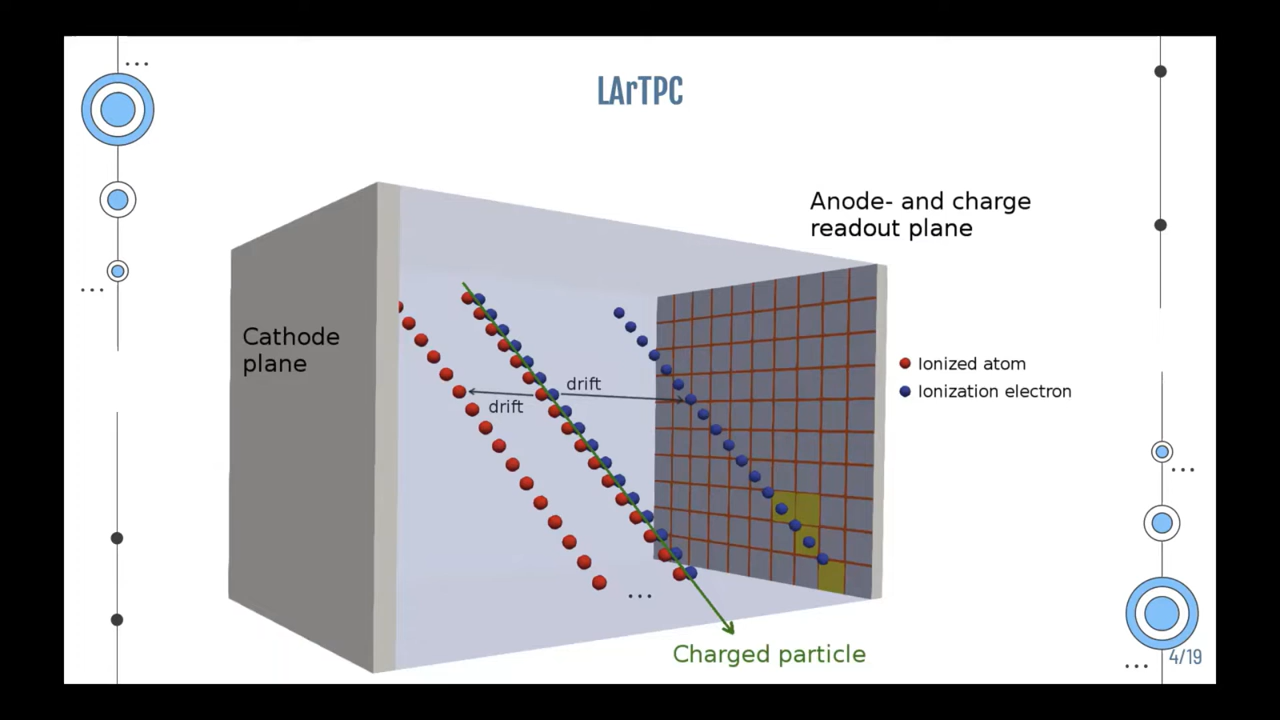 LArTPC
Anode- and charge
readout plane
Cathode
plane
Ionized atom
Ionization electron
drift
drift
Charged particle
4/19